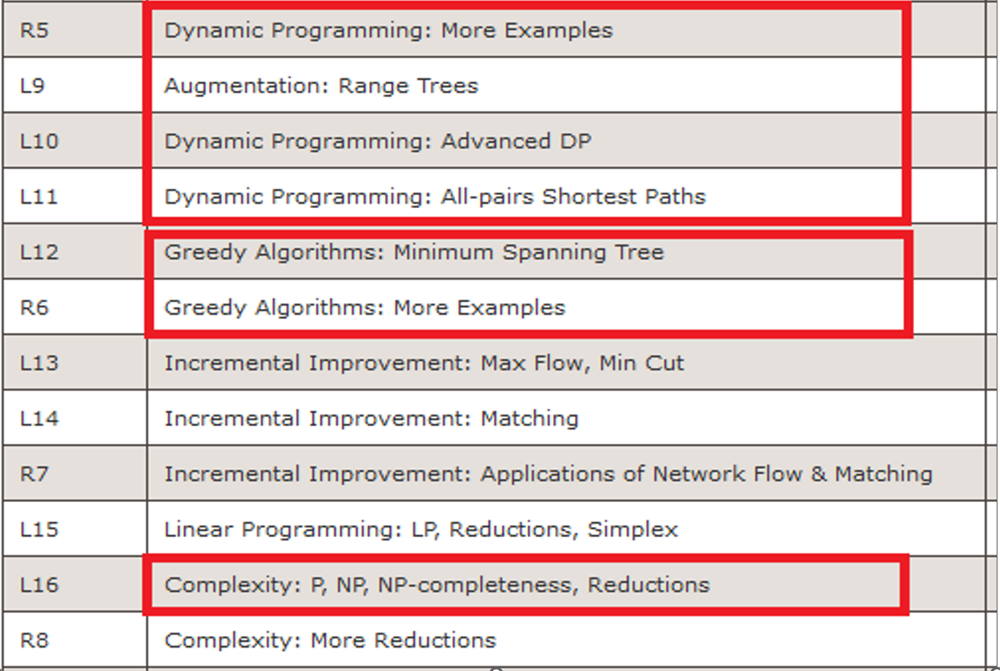 R5 Dynamic Programming: More Examples
L9 Augmentation: Range Trees
L10 Dynamic Programming: Advanced DP
L11 Dynamic Programming: All-pairs Shortest Paths
L12 Greedy Algorithms: Minimum Spanning Tree
R6 Greedy Algorithms: More Examples
L13 Incremental Improvement: Max Flow, Min Cut
L14 Incremental Improvement: Matching
R7 Incremental Improvement: Applications of Network Flow & Matching
L15 Linear Programming: LP, Reductions, Simplex
L16 Complexity: P, NP, NP-completeness, Reductions
R8 Complexity: More Reductions